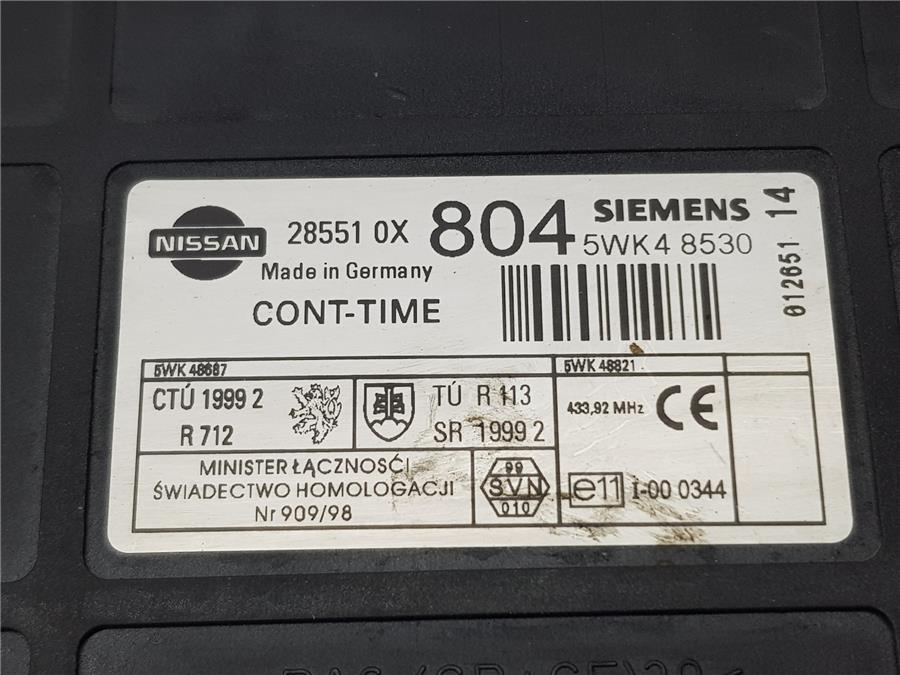 NISSAN
28551 0X 804
SIEMENS
5WK4 8530
Made in Germany
CONT-TIME
012651 14
5WK 48687
5WK 48821
CTÚ 1999 2
R 712
TÚ R 113
SR 1999 2
433,92 MHz CE
MINISTER ŁĄCZNOŚCI
ŚWIADECTWO HOMOLOGACJI
Nr 909/98
99
SVN
010
e11 I-00 0344